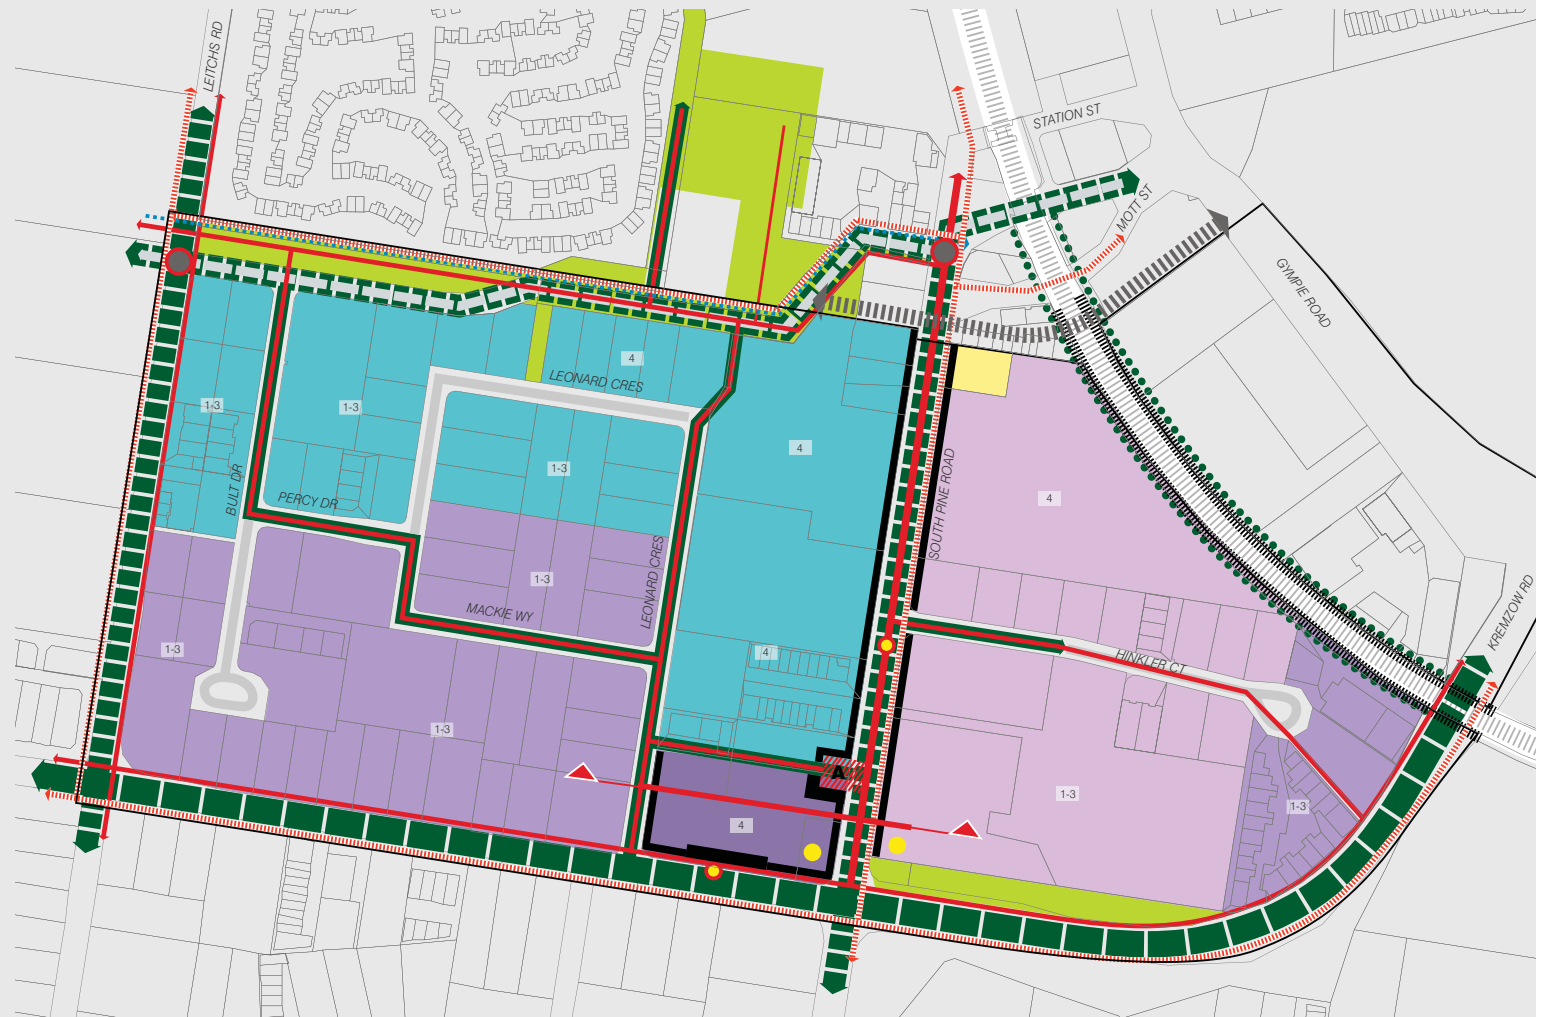 LEITCHS RD
STATION ST
MOTT ST
GYMPIE ROAD
4
LEONARD CRES
1-3
1-3
4
1-3
BULT DR
PERCY DR
4
SOUTH PINE ROAD
1-3
LEONARD CRES
MACKIE WY
KREMZOW RD
1-3
4
HINKLER CT
1-3
A
1-3
1-3
4